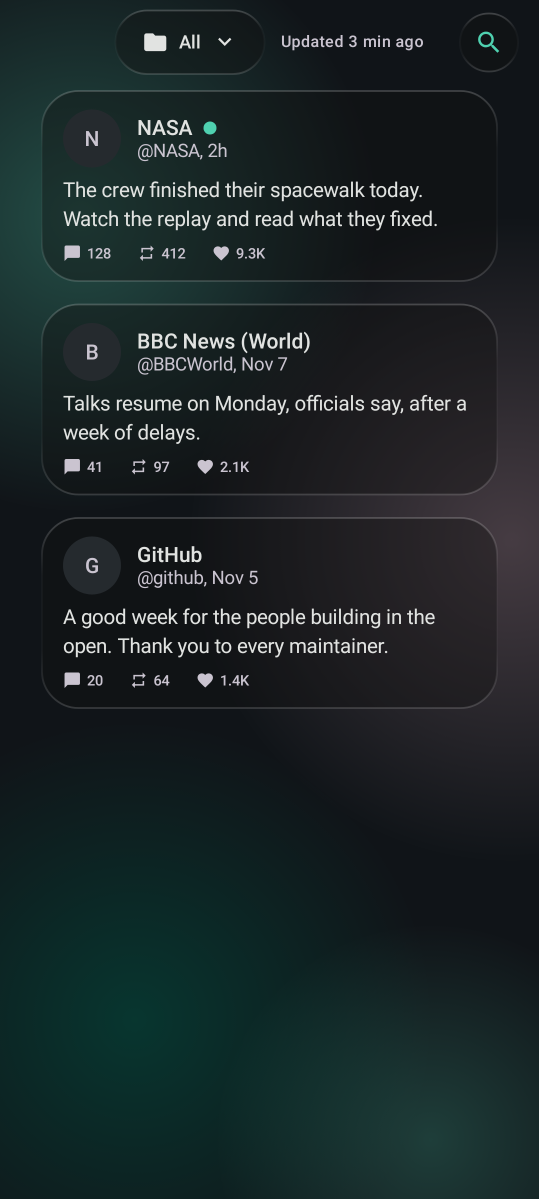 All
Updated 3 min ago
N
NASA
@NASA, 2h
The crew finished their spacewalk today.
Watch the replay and read what they fixed.
128 412 9.3K
B
BBC News (World)
@BBCWorld, Nov 7
Talks resume on Monday, officials say, after a
week of delays.
41 97 2.1K
G
GitHub
@github, Nov 5
A good week for the people building in the
open. Thank you to every maintainer.
20 64 1.4K